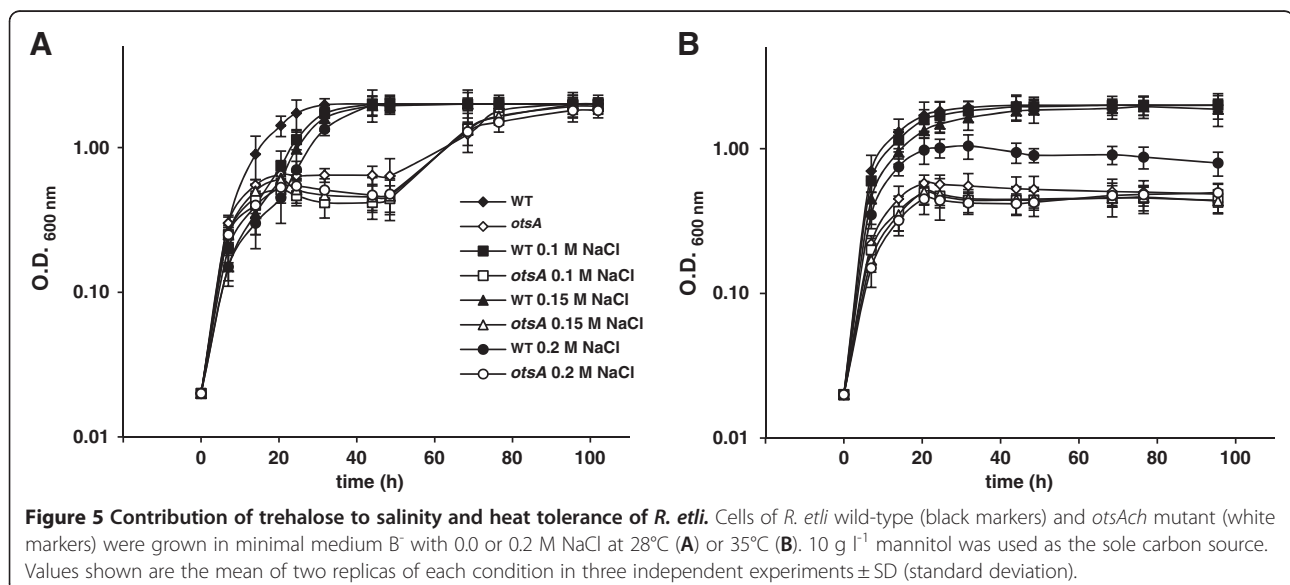 A
B
1.00
0.10
0.01
O.D. 600 nm
0 20 40 60 80 100
time (h)
WT
otsA
WT 0.1 M NaCl
otsA 0.1 M NaCl
WT 0.15 M NaCl
otsA 0.15 M NaCl
WT 0.2 M NaCl
otsA 0.2 M NaCl
1.00
0.10
0.01
O.D. 600 nm
0 20 40 60 80 100
time (h)
Figure 5 Contribution of trehalose to salinity and heat tolerance of R. etli. Cells of R. etli wild-type (black markers) and otsAch mutant (white
markers) were grown in minimal medium B⁻ with 0.0 or 0.2 M NaCl at 28°C (A) or 35°C (B). 10 g l⁻¹ mannitol was used as the sole carbon source.
Values shown are the mean of two replicas of each condition in three independent experiments ± SD (standard deviation).